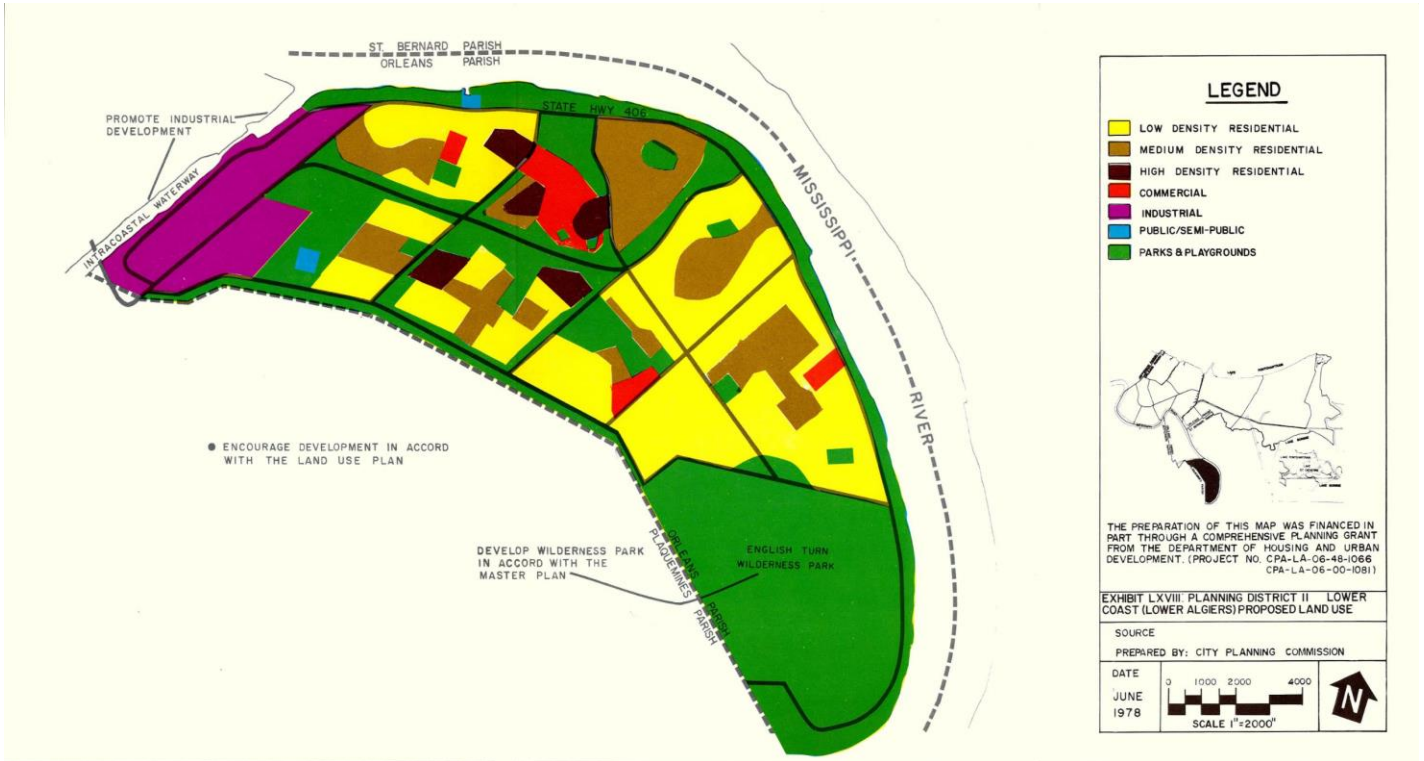 ST. BERNARD PARISH
ORLEANS PARISH
PROMOTE INDUSTRIAL
DEVELOPMENT
STATE HWY 406
INTRACOASTAL WATERWAY
MISSISSIPPI
RIVER
● ENCOURAGE DEVELOPMENT IN ACCORD
WITH THE LAND USE PLAN
DEVELOP WILDERNESS PARK
IN ACCORD WITH THE
MASTER PLAN
ORLEANS PARISH
PLAQUEMINES PARISH
ENGLISH TURN
WILDERNESS PARK
LEGEND
LOW DENSITY RESIDENTIAL
MEDIUM DENSITY RESIDENTIAL
HIGH DENSITY RESIDENTIAL
COMMERCIAL
INDUSTRIAL
PUBLIC/SEMI-PUBLIC
PARKS & PLAYGROUNDS
THE PREPARATION OF THIS MAP WAS FINANCED IN
PART THROUGH A COMPREHENSIVE PLANNING GRANT
FROM THE DEPARTMENT OF HOUSING AND URBAN
DEVELOPMENT. (PROJECT NO. CPA-LA-06-48-1066
CPA-LA-06-00-1081)
EXHIBIT LXVIII: PLANNING DISTRICT II LOWER
COAST (LOWER ALGIERS) PROPOSED LAND USE
SOURCE
PREPARED BY: CITY PLANNING COMMISSION
DATE
JUNE
1978
0 1000 2000 4000
SCALE 1"=2000"
N